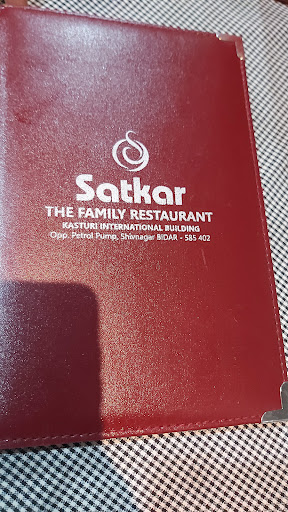 Satkar
THE FAMILY RESTAURANT
KASTURI INTERNATIONAL BUILDING
Opp. Petrol Pump, Shivnagar BIDAR - 585 402